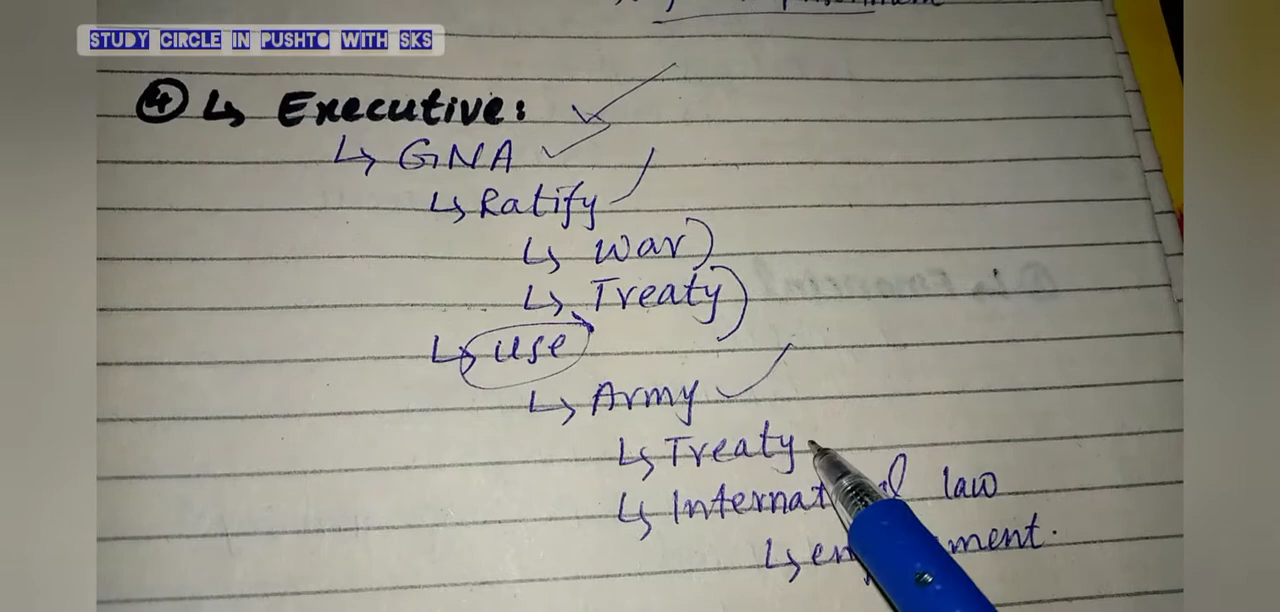 STUDY CIRCLE IN PUSHTO WITH SKS
④ ↳ Executive:
↳ GNA
↳ Ratify
↳ war)
↳ Treaty)
↳ use
↳ Army
↳ Treaty
↳ law
↳